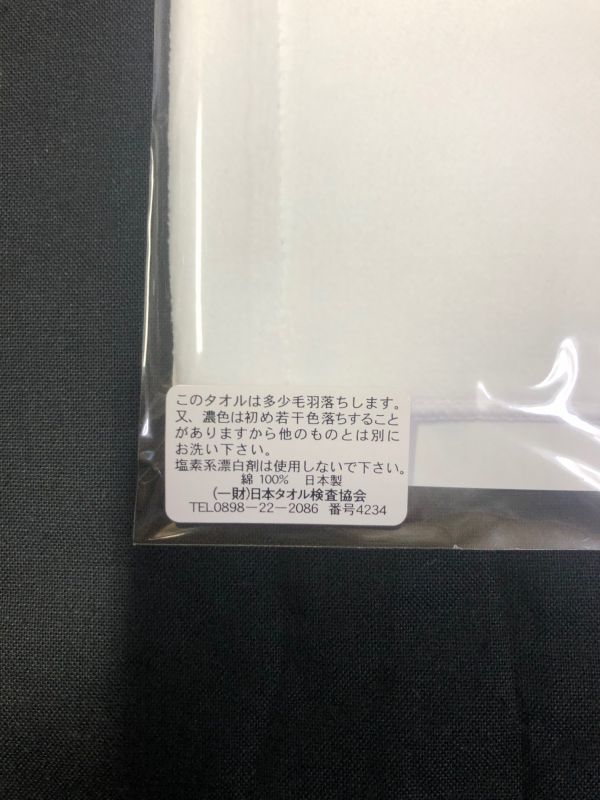 このタオルは多少毛羽落ちします。
又、濃色は初め若干色落ちすること
がありますから他のものとは別に
お洗い下さい。
塩素系漂白剤は使用しないで下さい。
綿 100% 日本製
(一財)日本タオル検査協会
TEL0898－22－2086 番号4234